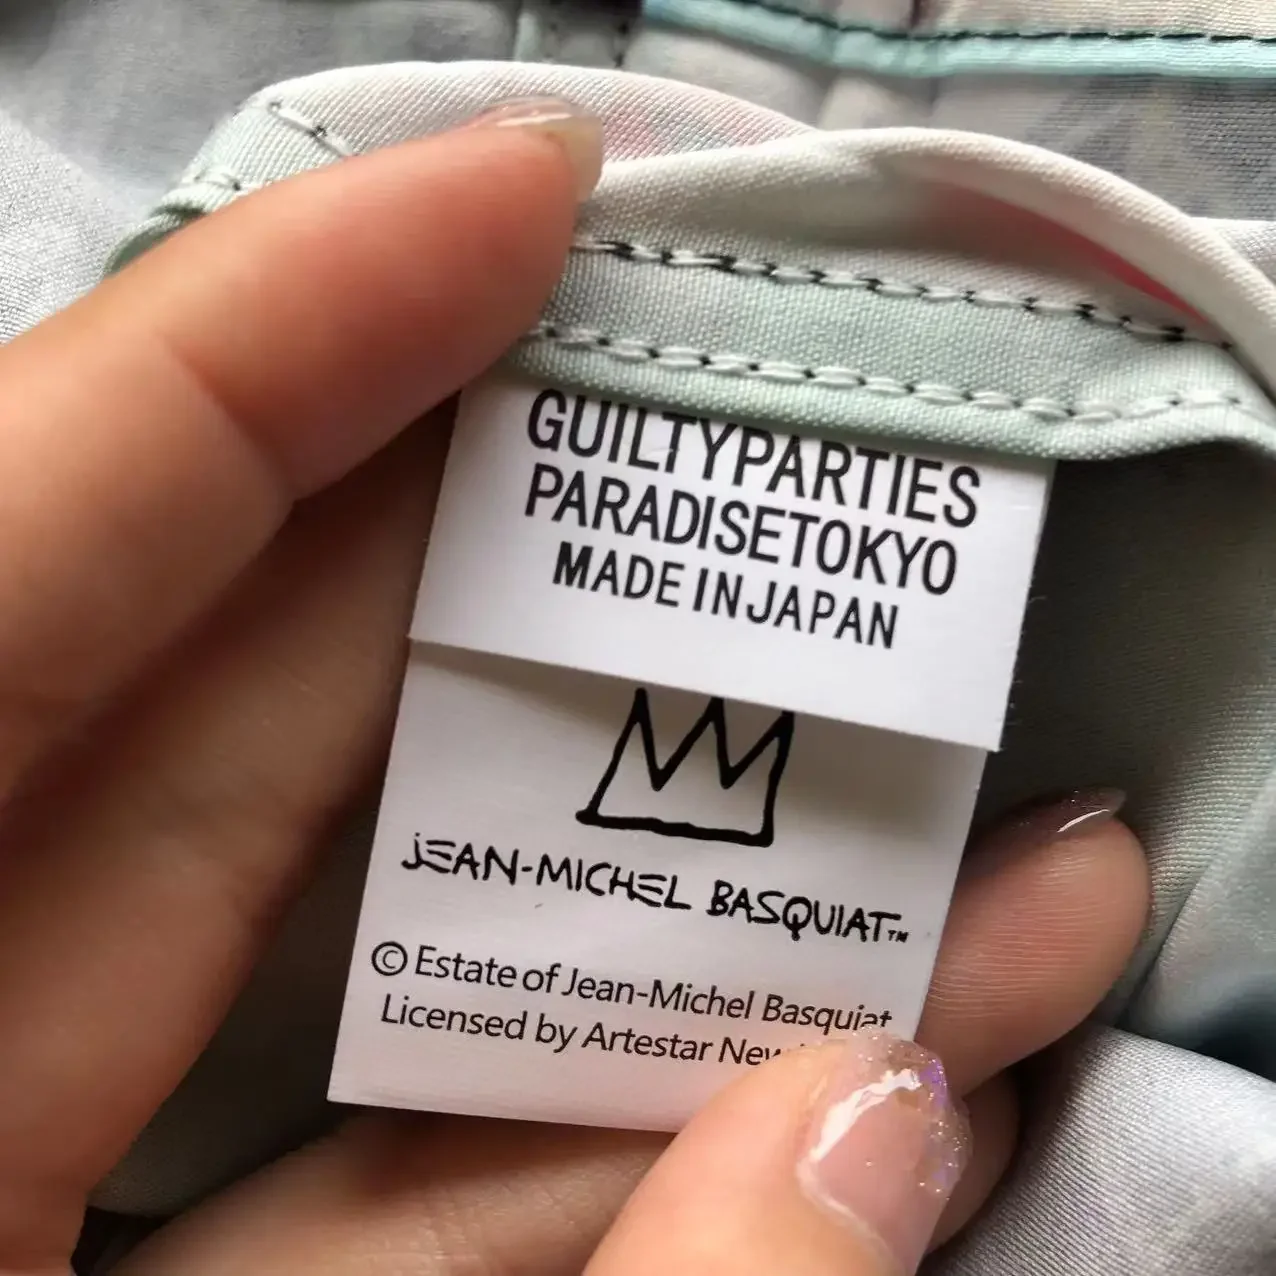 GUILTYPARTIES
PARADISETOKYO
MADE IN JAPAN
JEAN-MICHEL BASQUIAT™
© Estate of Jean-Michel Basquiat
Licensed by Artestar